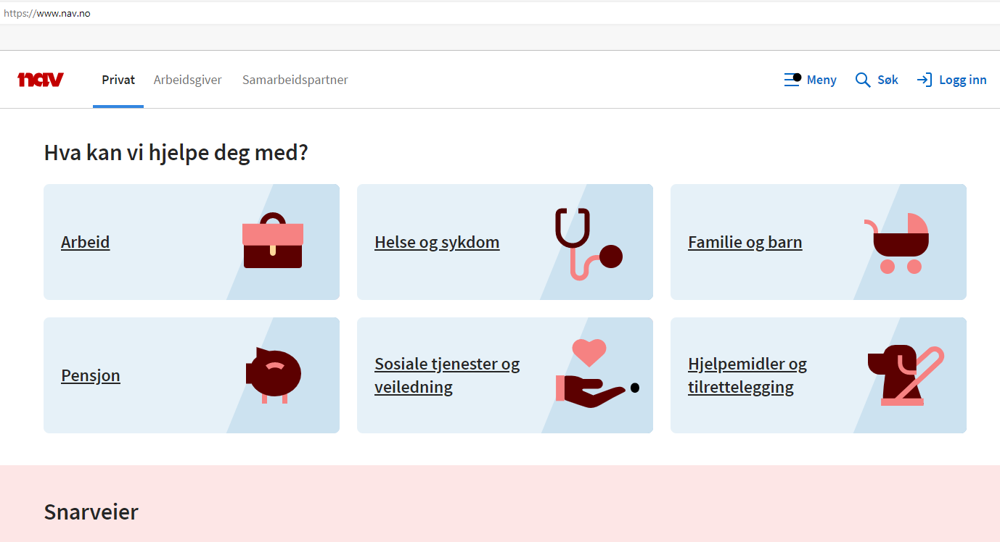 https://www.nav.no
nav
Privat
Arbeidsgiver
Samarbeidspartner
Meny
Søk
Logg inn
Hva kan vi hjelpe deg med?
Arbeid
Helse og sykdom
Familie og barn
Pensjon
Sosiale tjenester og
veiledning
Hjelpemidler og
tilrettelegging
Snarveier